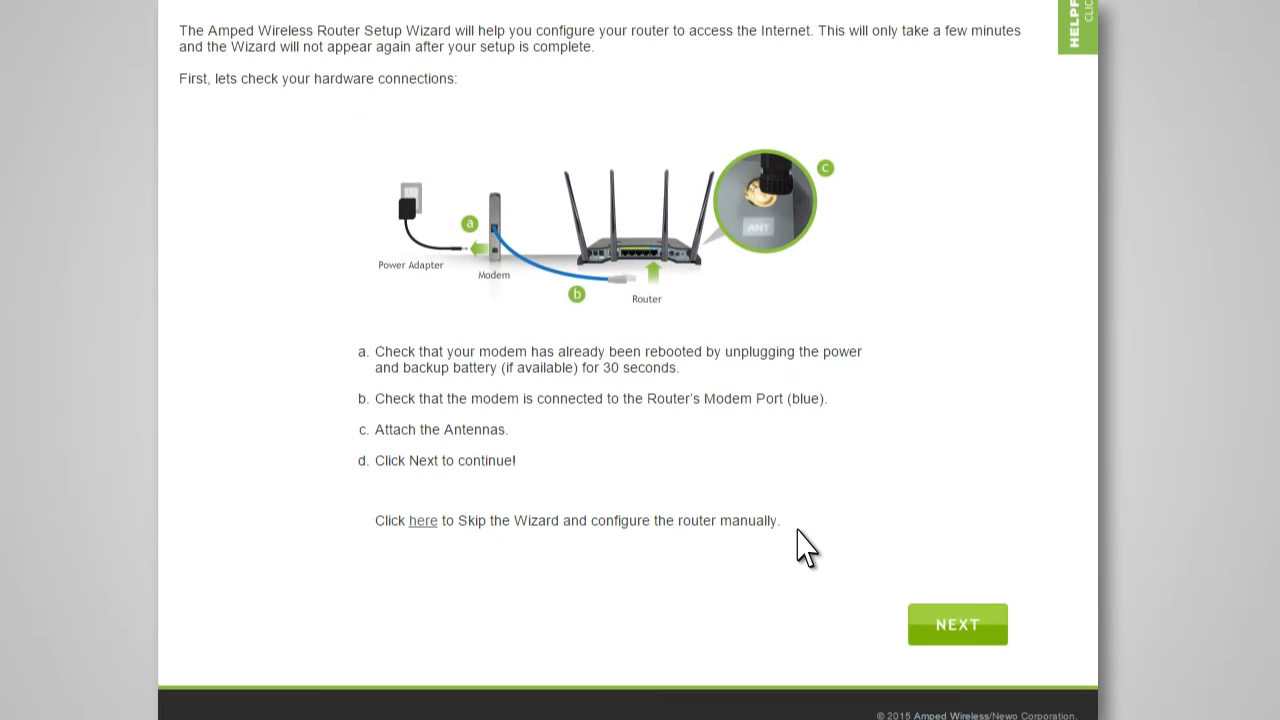 The Amped Wireless Router Setup Wizard will help you configure your router to access the Internet. This will only take a few minutes
and the Wizard will not appear again after your setup is complete.
First, lets check your hardware connections:
a
c
ANT
Power Adapter
Modem
b
Router
a. Check that your modem has already been rebooted by unplugging the power
and backup battery (if available) for 30 seconds.
b. Check that the modem is connected to the Router's Modem Port (blue).
c. Attach the Antennas.
d. Click Next to continue!
Click here to Skip the Wizard and configure the router manually.
NEXT
© 2015 Amped Wireless/Newo Corporation.